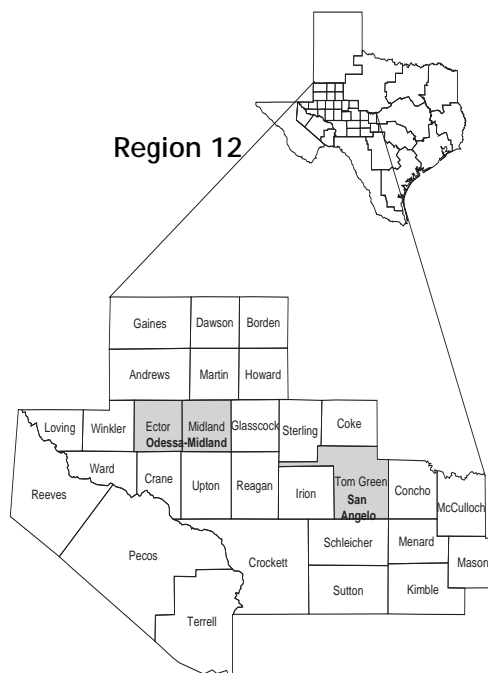 Region 12
Gaines Dawson Borden
Andrews Martin Howard
Loving Winkler Ector Midland Glasscock Sterling Coke
Odessa-Midland
Reeves Ward Crane Upton Reagan Irion Tom Green Concho McCulloch
San
Angelo
Pecos Crockett Schleicher Menard Mason
Terrell Sutton Kimble